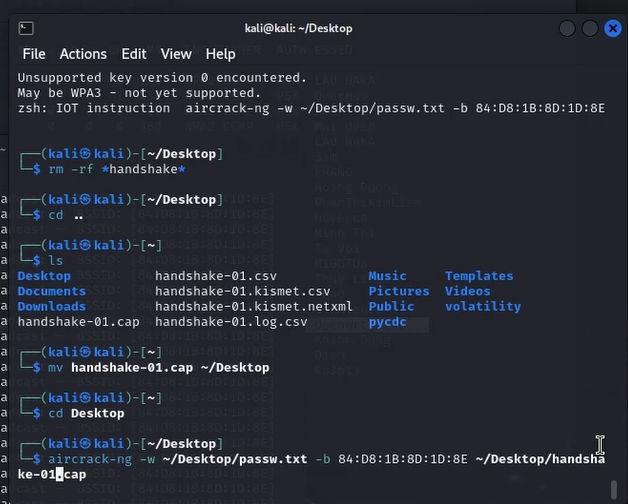 kali@kali: ~/Desktop
File Actions Edit View Help
Unsupported key version 0 encountered.
May be WPA3 - not yet supported.
zsh: IOT instruction  aircrack-ng -w ~/Desktop/passw.txt -b 84:D8:1B:8D:1D:8E
┌──(kali㉿kali)-[~/Desktop]
└─$ rm -rf *handshake*
┌──(kali㉿kali)-[~/Desktop]
└─$ cd ..
┌──(kali㉿kali)-[~]
└─$ ls
Desktop handshake-01.csv Music Templates
Documents handshake-01.kismet.csv Pictures Videos
Downloads handshake-01.kismet.netxml Public volatility
handshake-01.cap handshake-01.log.csv pycdc
┌──(kali㉿kali)-[~]
└─$ mv handshake-01.cap ~/Desktop
┌──(kali㉿kali)-[~]
└─$ cd Desktop
┌──(kali㉿kali)-[~/Desktop]
└─$ aircrack-ng -w ~/Desktop/passw.txt -b 84:D8:1B:8D:1D:8E ~/Desktop/handsha
ke-01.cap